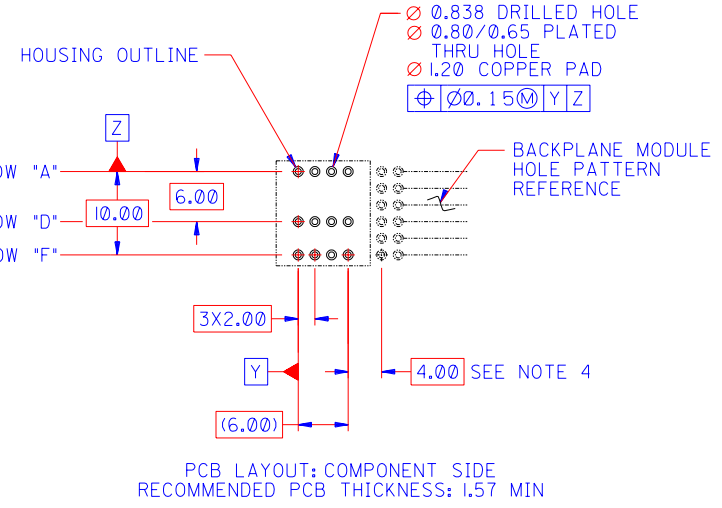 Ø 0.838 DRILLED HOLE
Ø 0.80/0.65 PLATED
THRU HOLE
Ø 1.20 COPPER PAD
⌖ Ø0.15Ⓜ Y Z
HOUSING OUTLINE
Z
BACKPLANE MODULE
HOLE PATTERN
REFERENCE
OW "A"
6.00
10.00
OW "D"
OW "F"
3X2.00
Y
4.00 SEE NOTE 4
(6.00)
PCB LAYOUT: COMPONENT SIDE
RECOMMENDED PCB THICKNESS: 1.57 MIN